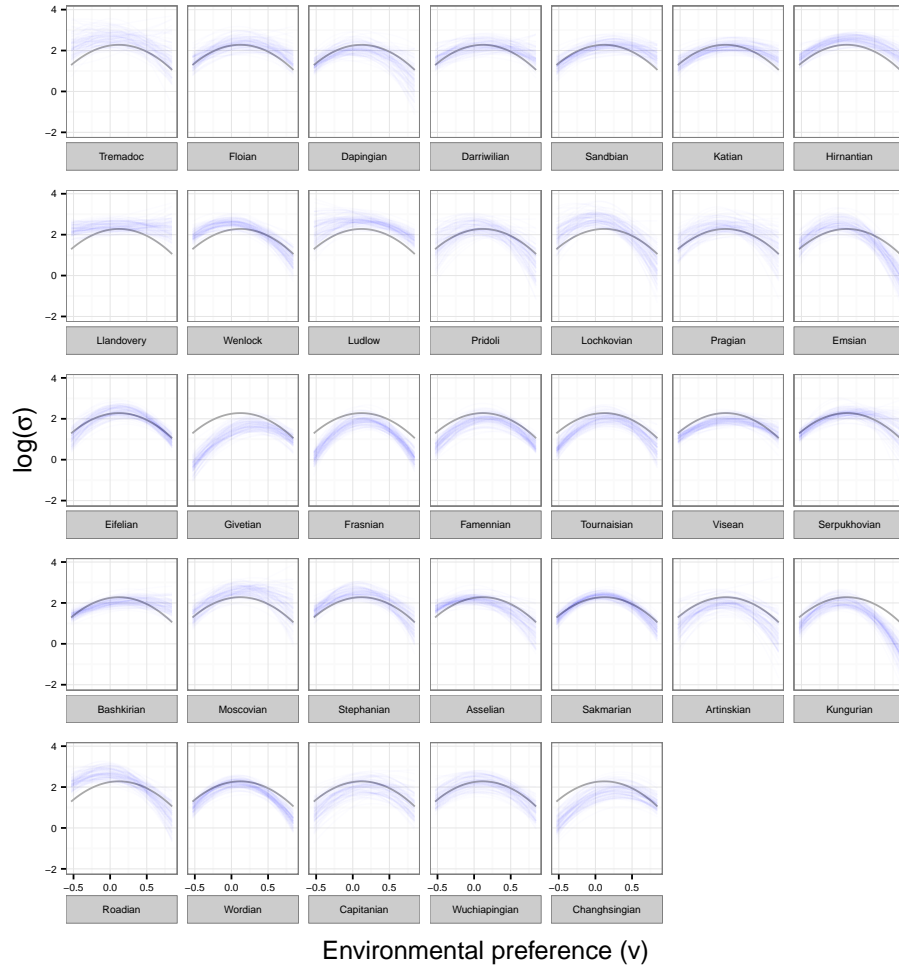 4
2
0
−2
Tremadoc Floian Dapingian Darriwilian Sandbian Katian Hirnantian
4
2
0
−2
Llandovery Wenlock Ludlow Pridoli Lochkovian Pragian Emsian
4
2
0
−2
log(σ)
Eifelian Givetian Frasnian Famennian Tournaisian Visean Serpukhovian
4
2
0
−2
Bashkirian Moscovian Stephanian Asselian Sakmarian Artinskian Kungurian
4
2
0
−2
−0.5 0.0 0.5 −0.5 0.0 0.5 −0.5 0.0 0.5 −0.5 0.0 0.5 −0.5 0.0 0.5
Roadian Wordian Capitanian Wuchiapingian Changhsingian
Environmental preference (v)